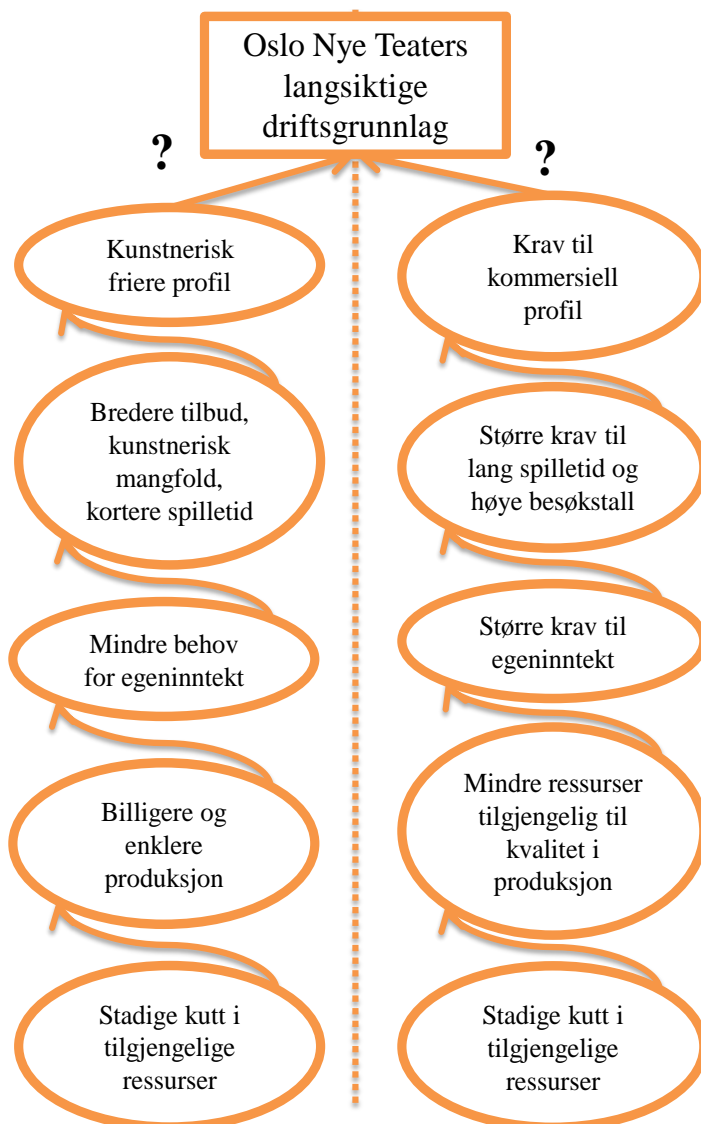 Oslo Nye Teaters
langsiktige
driftsgrunnlag
?
?
Kunstnerisk
friere profil
Bredere tilbud,
kunstnerisk
mangfold,
kortere spilletid
Mindre behov
for egeninntekt
Billigere og
enklere
produksjon
Stadige kutt i
tilgjengelige
ressurser
Krav til
kommersiell
profil
Større krav til
lang spilletid og
høye besøkstall
Større krav til
egeninntekt
Mindre ressurser
tilgjengelig til
kvalitet i
produksjon
Stadige kutt i
tilgjengelige
ressurser